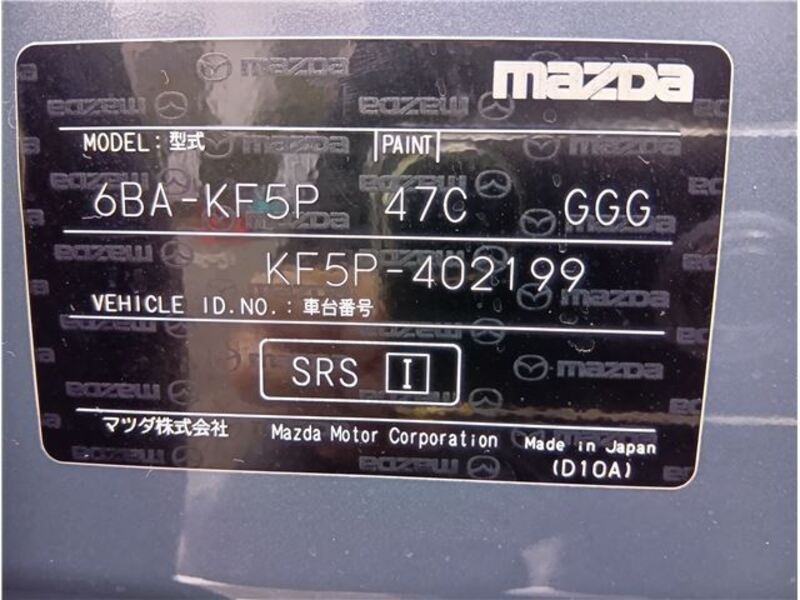 mazda
MODEL: 型式 PAINT
6BA-KF5P 47C GGG
KF5P-402199
VEHICLE ID.NO.: 車台番号
SRS I
マツダ株式会社 Mazda Motor Corporation Made in Japan
(D10A)